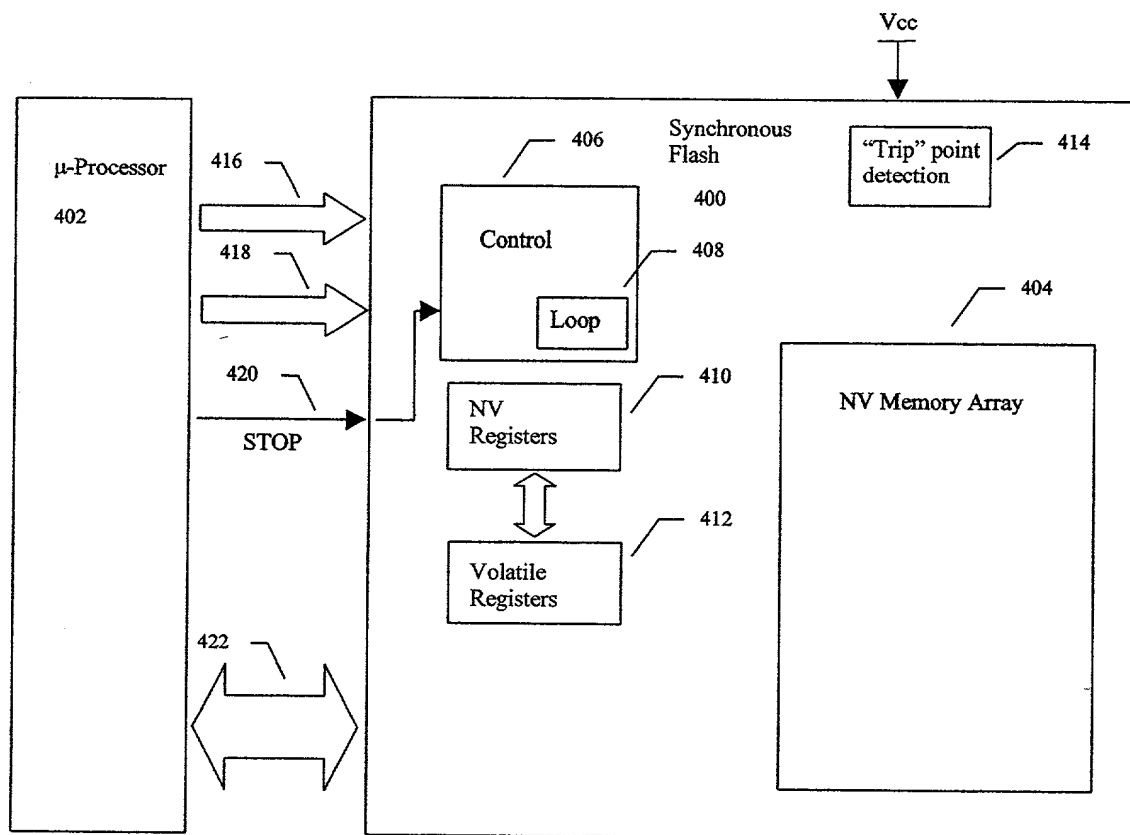 Vcc
μ-Processor
402
416
418
420
STOP
422
Synchronous
Flash
400
406
Control
408
Loop
410
NV
Registers
412
Volatile
Registers
“Trip” point
detection
414
404
NV Memory Array